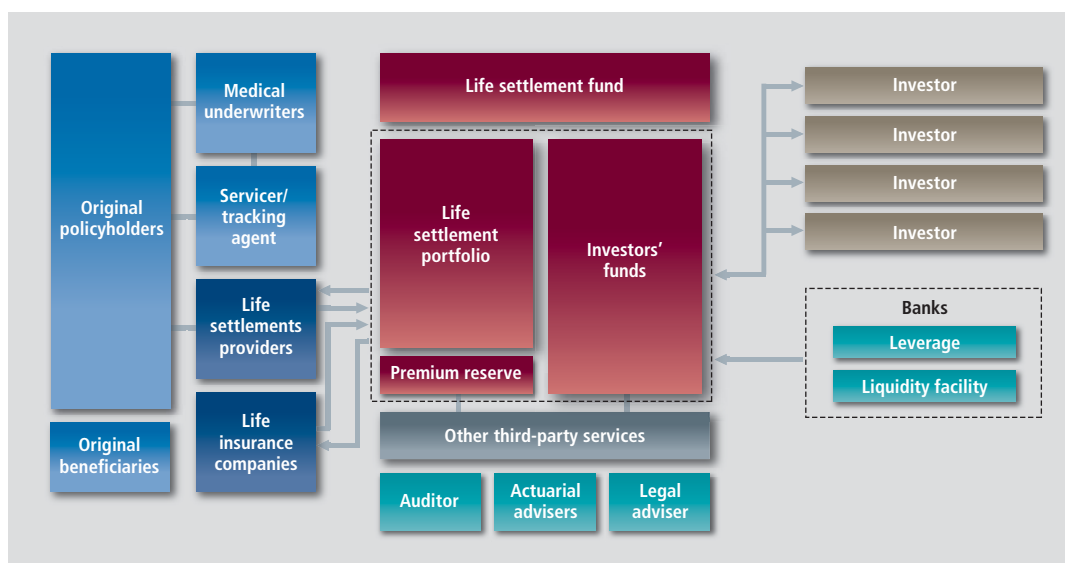 Original
policyholders
Original
beneficiaries
Medical
underwriters
Servicer/
tracking
agent
Life
settlements
providers
Life
insurance
companies
Life settlement fund
Life
settlement
portfolio
Investors'
funds
Premium reserve
Other third-party services
Auditor
Actuarial
advisers
Legal
adviser
Investor
Investor
Investor
Investor
Banks
Leverage
Liquidity facility